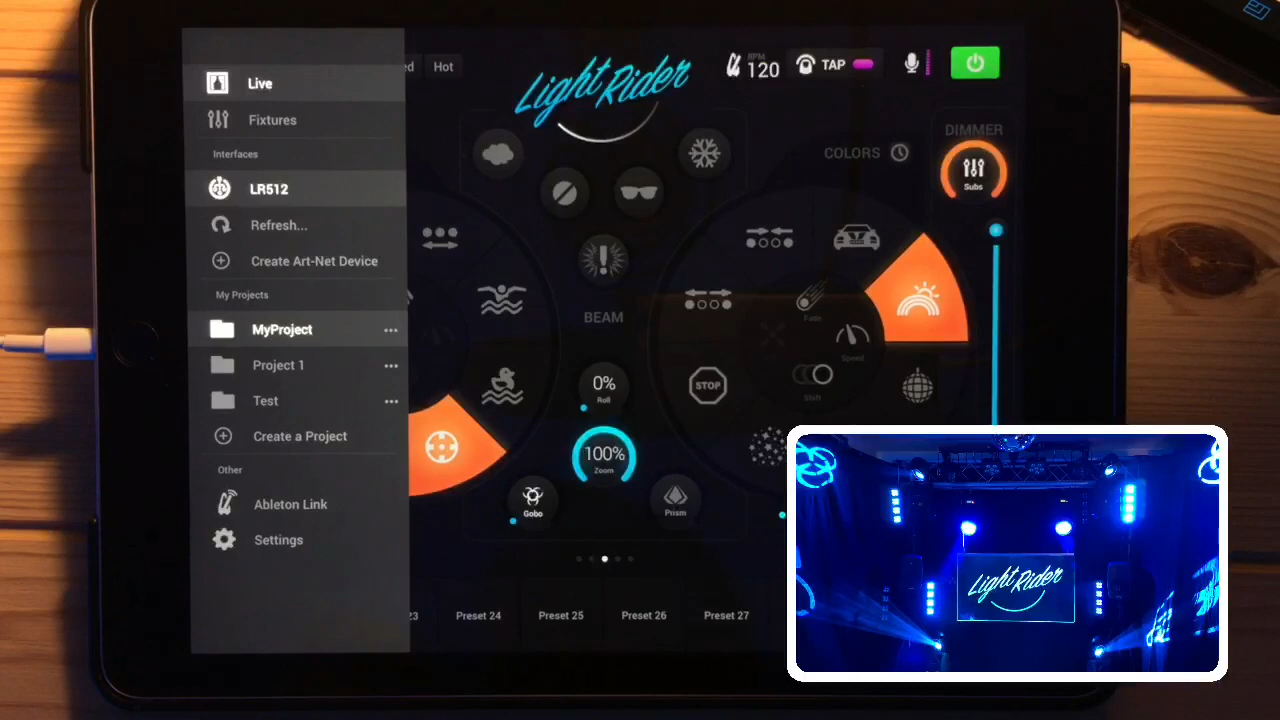 Live
Fixtures
Interfaces
LR512
Refresh...
Create Art-Net Device
My Projects
MyProject
Project 1
Test
Create a Project
Other
Ableton Link
Settings
ed
Hot
Light Rider
BPM
120
TAP
COLORS
DIMMER
Subs
BEAM
Fade
Speed
Shift
STOP
0%
Roll
100%
Zoom
Gobo
Prism
23
Preset 24
Preset 25
Preset 26
Preset 27
Light Rider